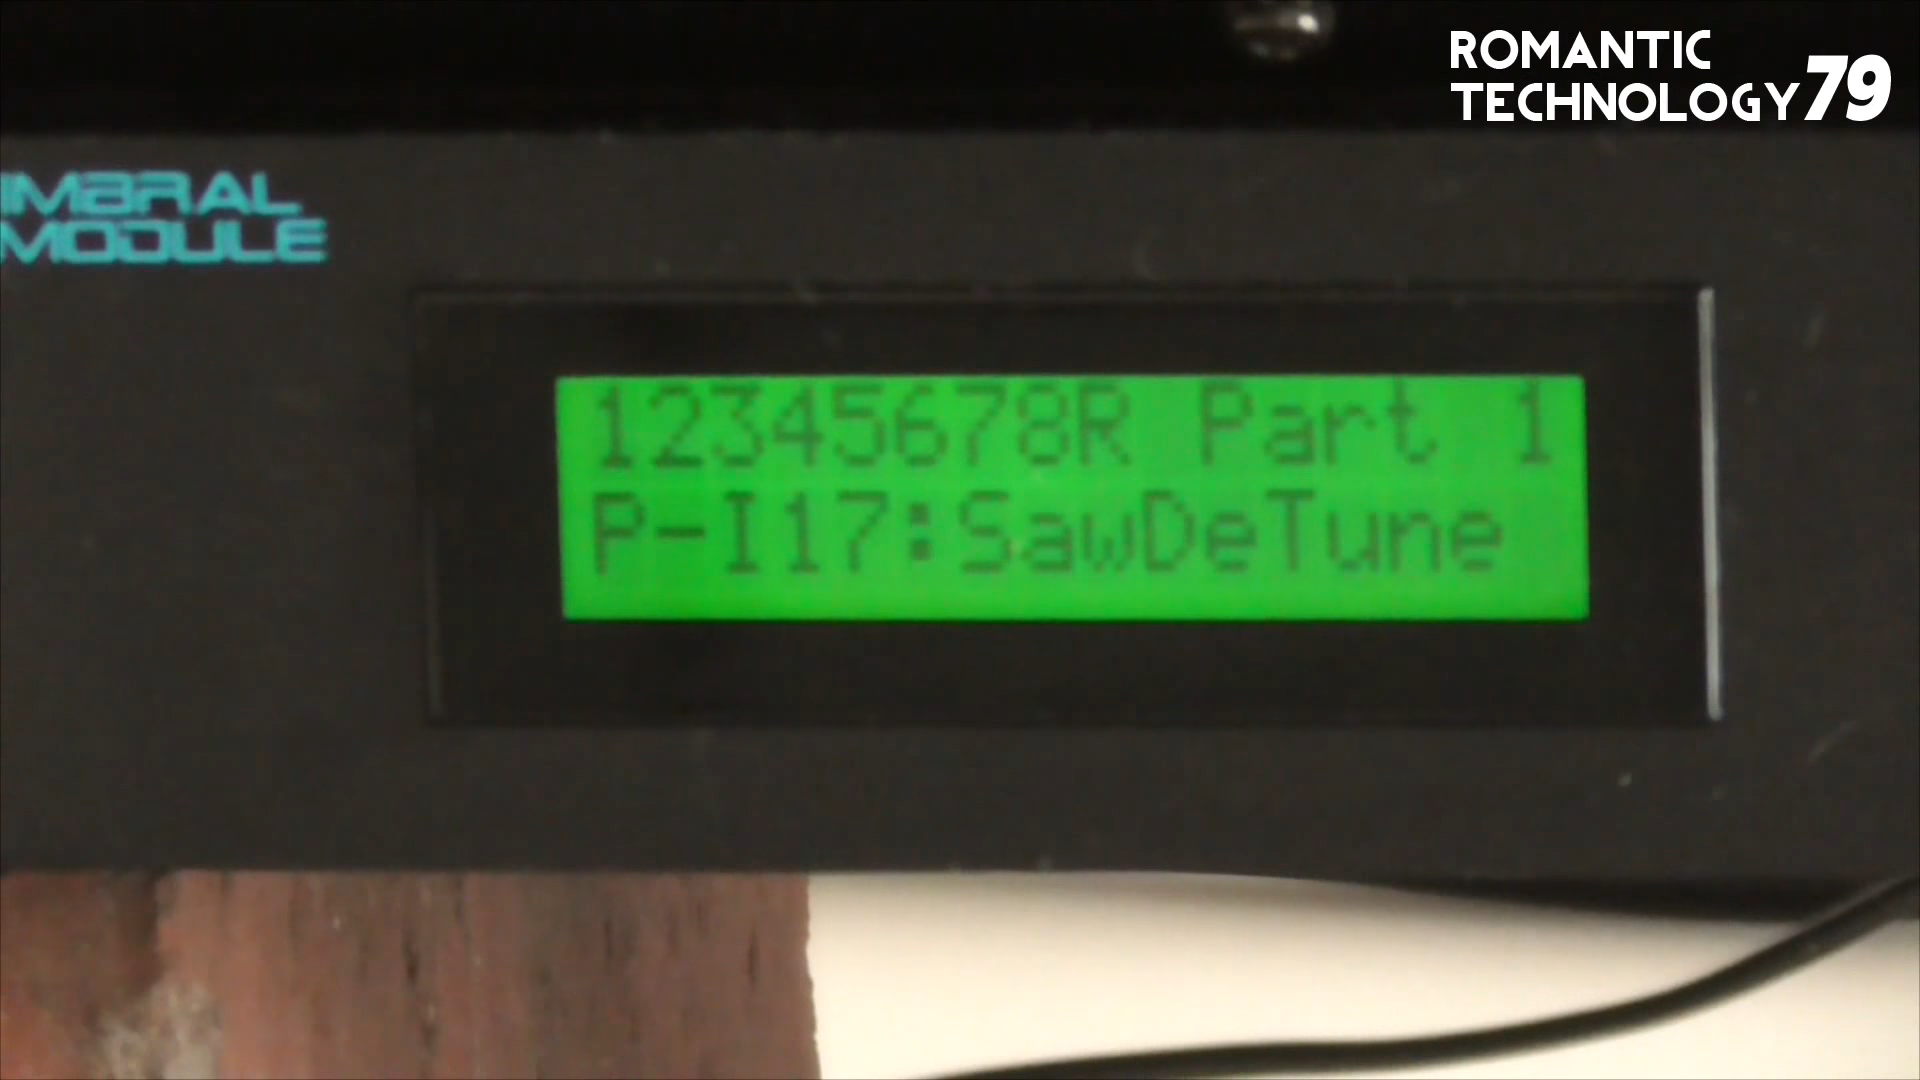 ROMANTIC
TECHNOLOGY79
IMBRAL
MODULE
12345678R Part 1
P-I17:SawDeTune